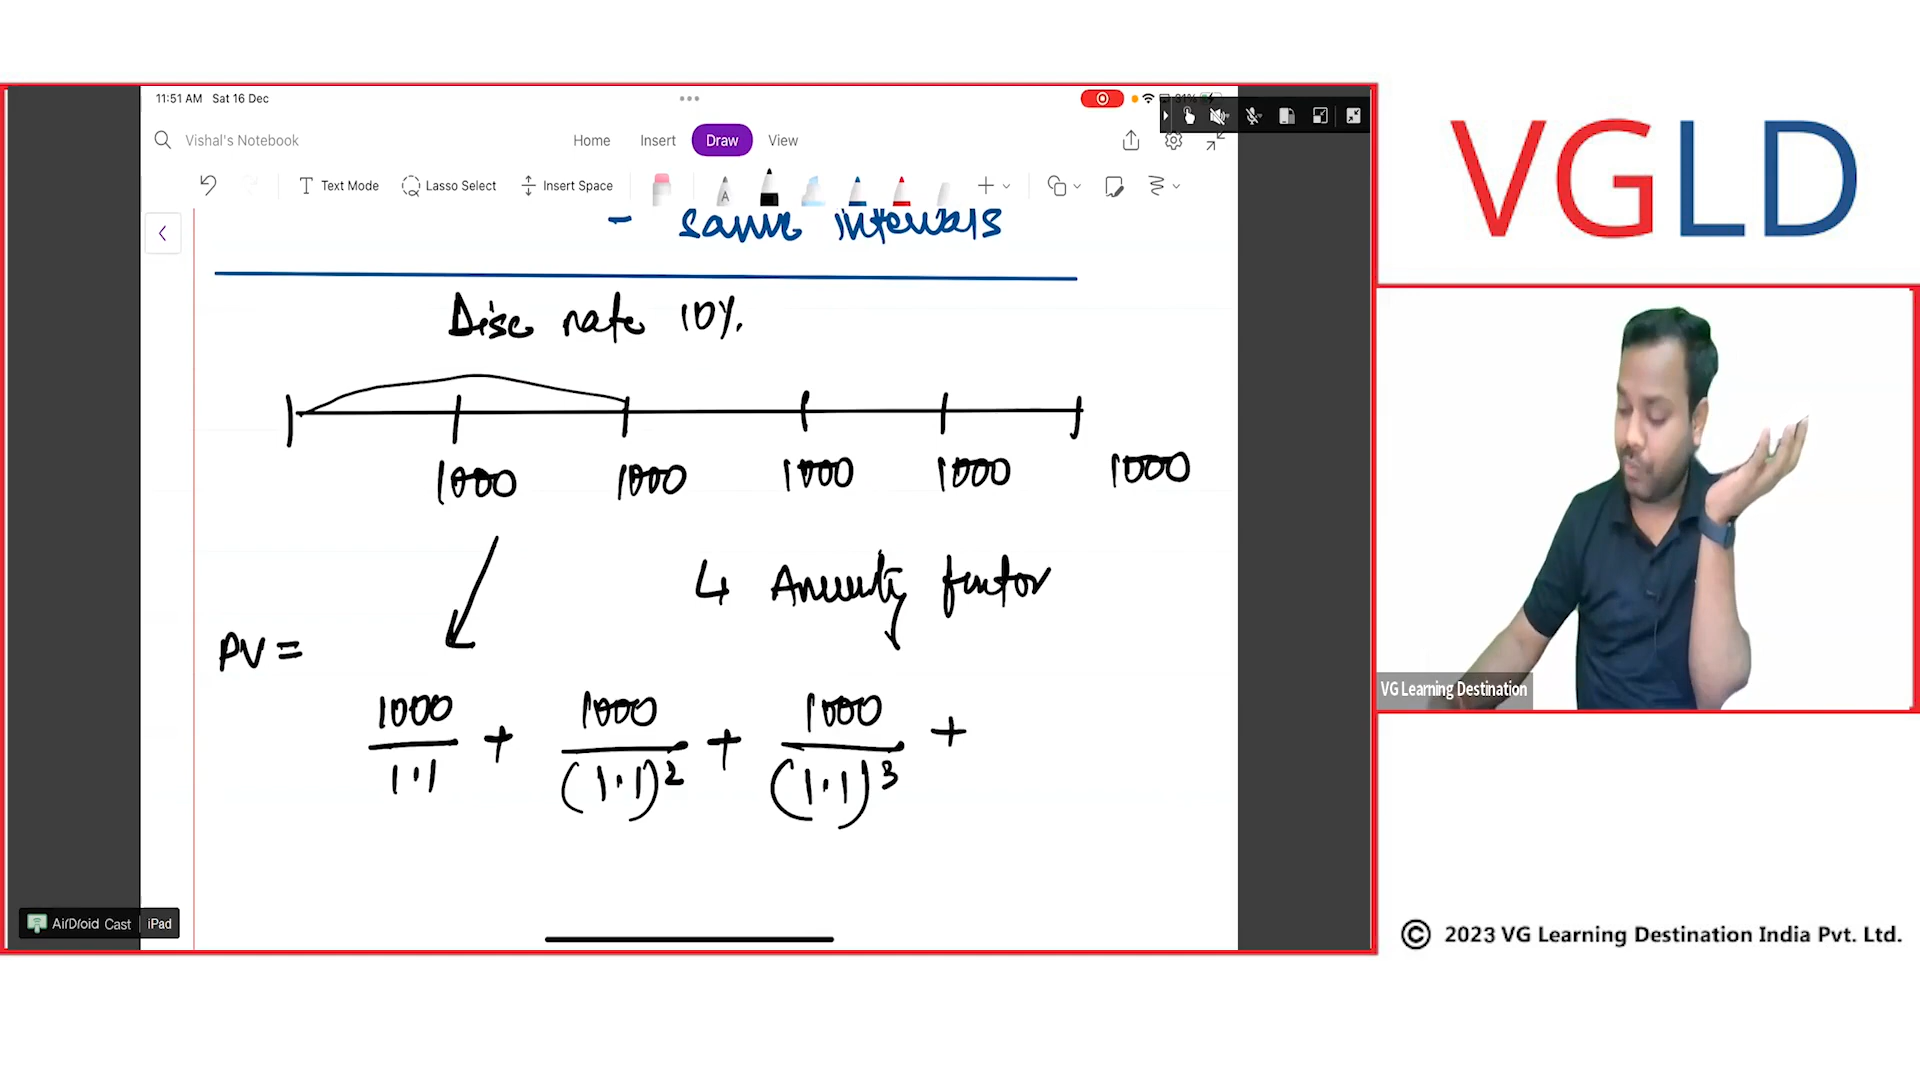 11:51 AM Sat 16 Dec
31%
Vishal's Notebook
Home Insert Draw View
Text Mode Lasso Select Insert Space
- same intervals
Disc rate 10%.
1000 1000 1000 1000 1000
4 Annuity factor
PV =
1000/1.1 + 1000/(1.1)² + 1000/(1.1)³ +
AirDroid Cast iPad
VGLD
VG Learning Destination
© 2023 VG Learning Destination India Pvt. Ltd.